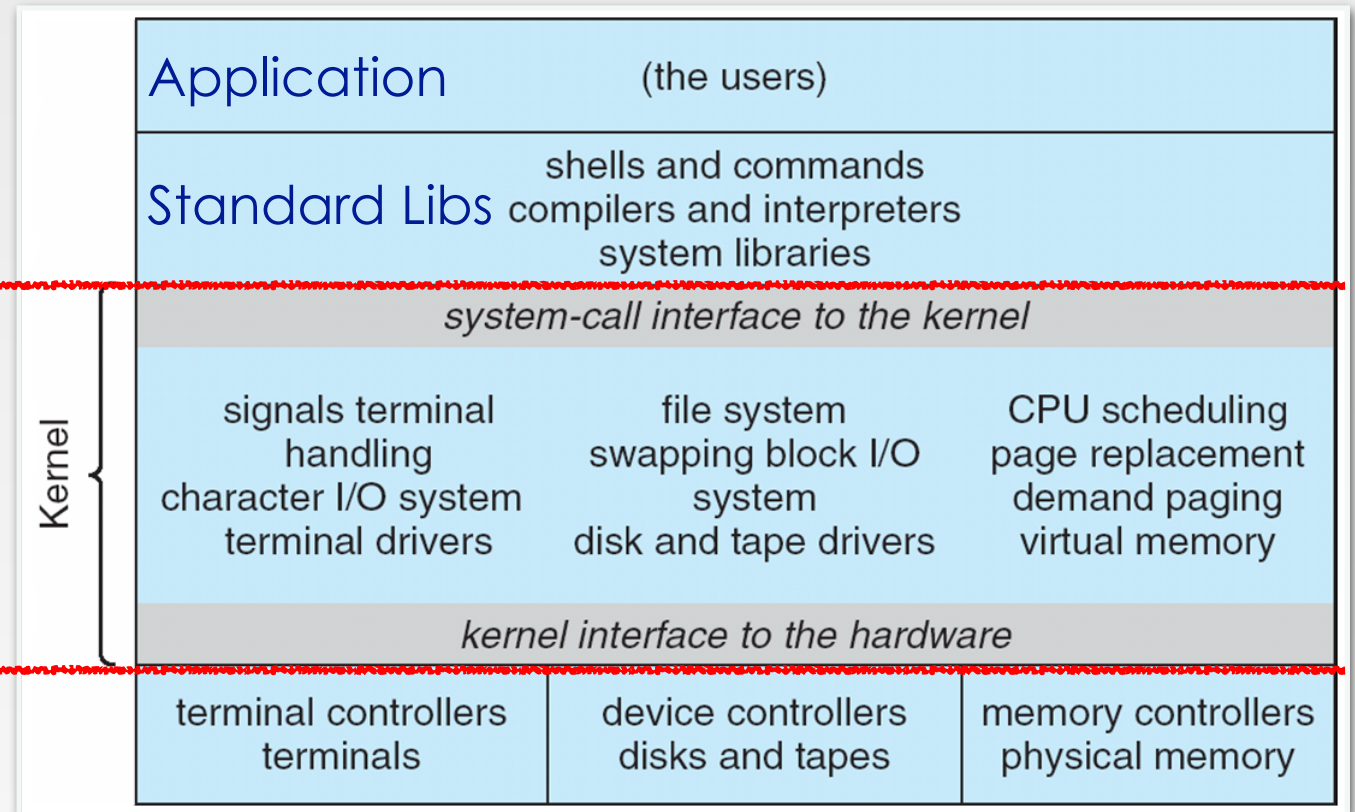 Application (the users)
shells and commands
Standard Libs compilers and interpreters
system libraries
system-call interface to the kernel
Kernel
signals terminal
handling
character I/O system
terminal drivers
file system
swapping block I/O
system
disk and tape drivers
CPU scheduling
page replacement
demand paging
virtual memory
kernel interface to the hardware
terminal controllers
terminals
device controllers
disks and tapes
memory controllers
physical memory